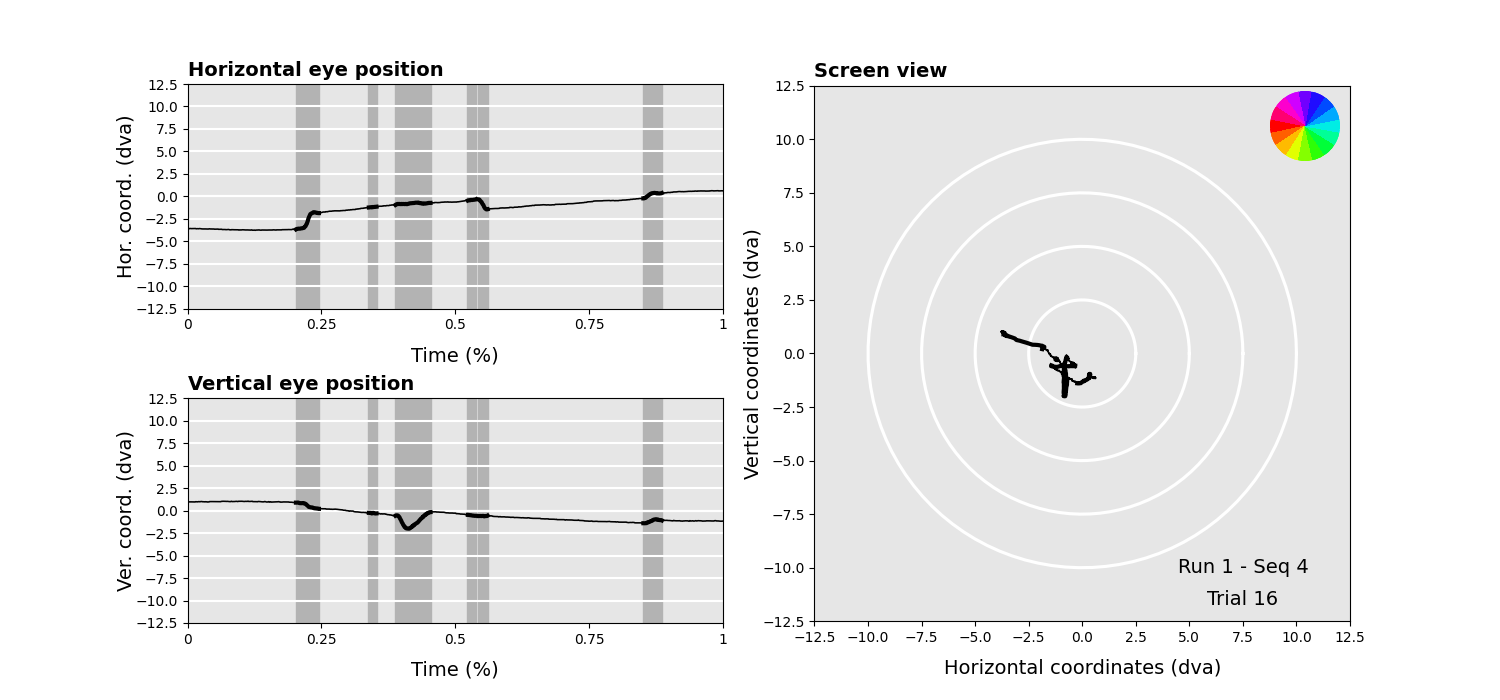 Horizontal eye position
Hor. coord. (dva)
12.5
10.0
7.5
5.0
2.5
0.0
−2.5
−5.0
−7.5
−10.0
−12.5
0 0.25 0.5 0.75 1
Time (%)
Vertical eye position
Ver. coord. (dva)
12.5
10.0
7.5
5.0
2.5
0.0
−2.5
−5.0
−7.5
−10.0
−12.5
0 0.25 0.5 0.75 1
Time (%)
Screen view
Vertical coordinates (dva)
12.5
10.0
7.5
5.0
2.5
0.0
−2.5
−5.0
−7.5
−10.0
−12.5
Run 1 - Seq 4
Trial 16
−12.5 −10.0 −7.5 −5.0 −2.5 0.0 2.5 5.0 7.5 10.0 12.5
Horizontal coordinates (dva)